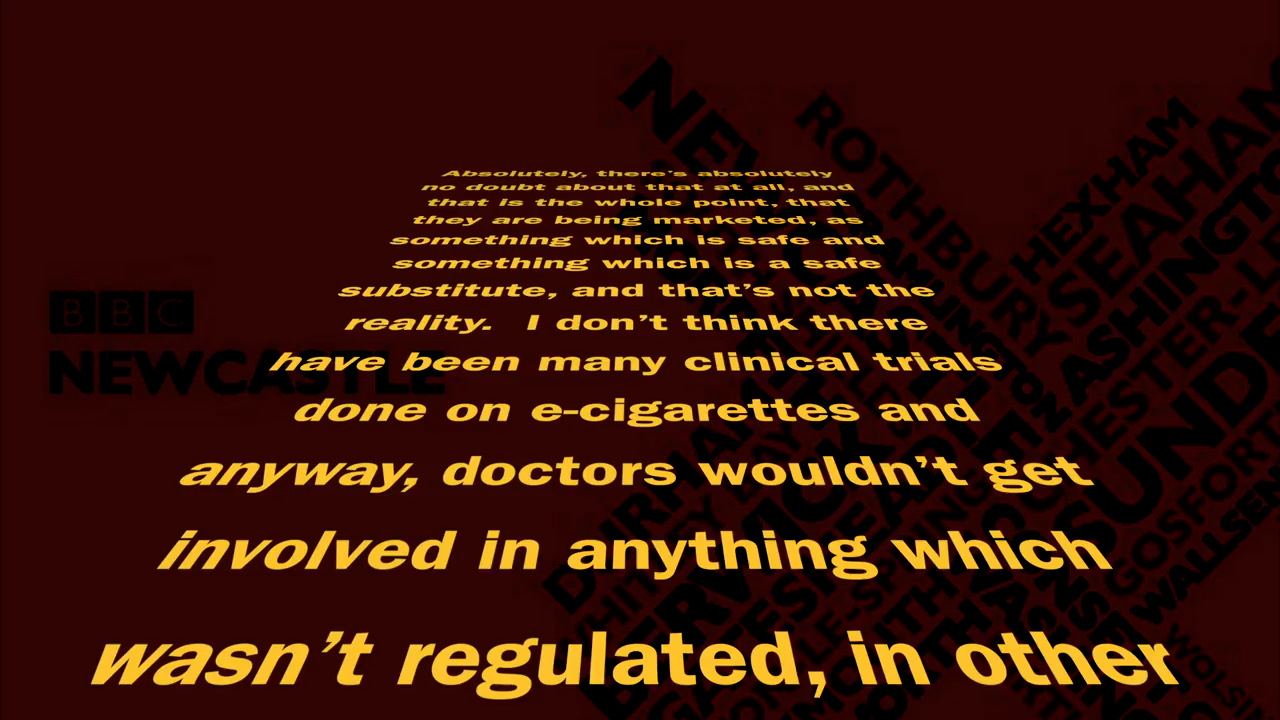 Absolutely, there's absolutely
no doubt about that at all, and
that is the whole point, that
they are being marketed, as
something which is safe and
something which is a safe
substitute, and that's not the
reality. I don't think there
have been many clinical trials
done on e-cigarettes and
anyway, doctors wouldn't get
involved in anything which
wasn't regulated, in other
BBC
NEWCASTLE
ROTHBURY
HEXHAM
SEAHAM
GOSFORT
WALLSEN